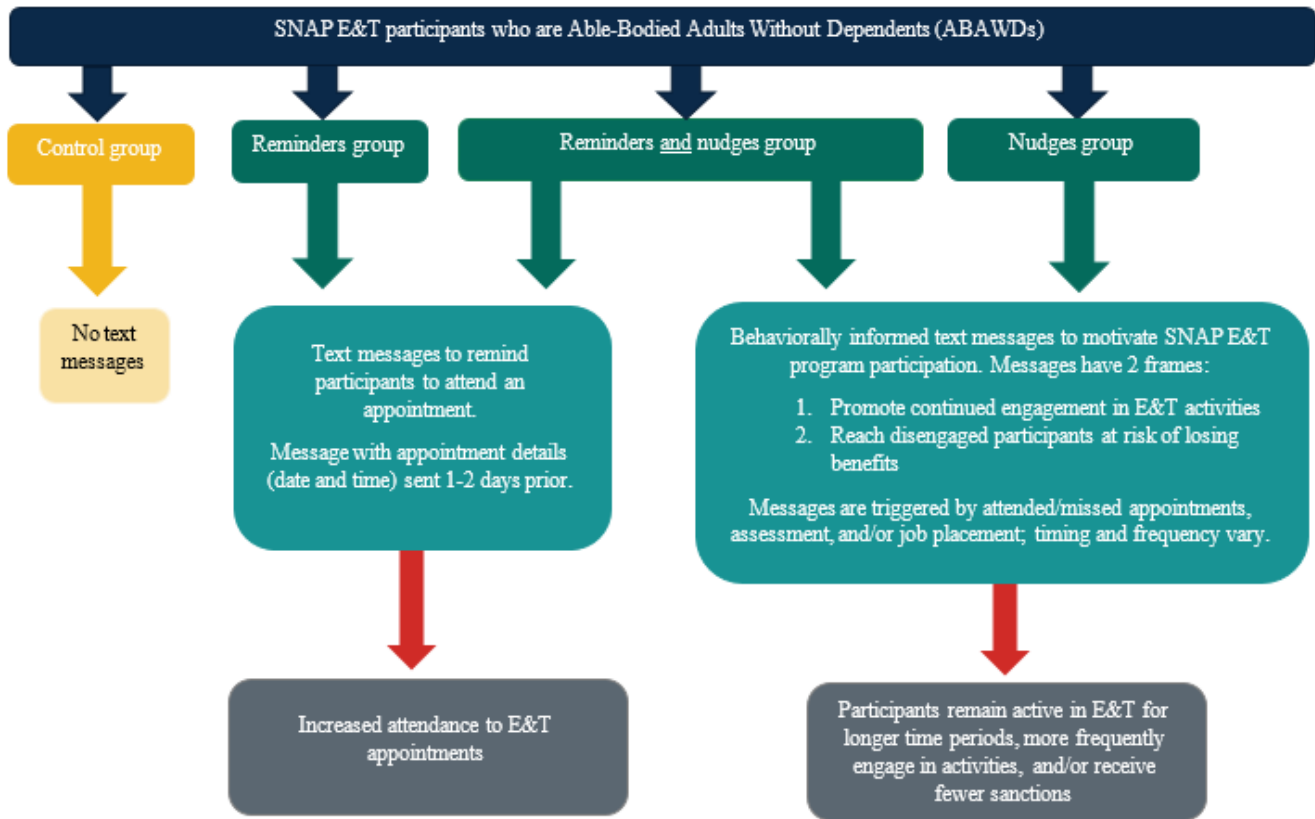 SNAP E&T participants who are Able-Bodied Adults Without Dependents (ABAWDs)
Control group
Reminders group
Reminders and nudges group
Nudges group
No text
messages
Text messages to remind
participants to attend an
appointment.
Message with appointment details
(date and time) sent 1-2 days prior.
Behaviorally informed text messages to motivate SNAP E&T
program participation. Messages have 2 frames:
1. Promote continued engagement in E&T activities
2. Reach disengaged participants at risk of losing
benefits
Messages are triggered by attended/missed appointments,
assessment, and/or job placement; timing and frequency vary.
Increased attendance to E&T
appointments
Participants remain active in E&T for
longer time periods, more frequently
engage in activities, and/or receive
fewer sanctions